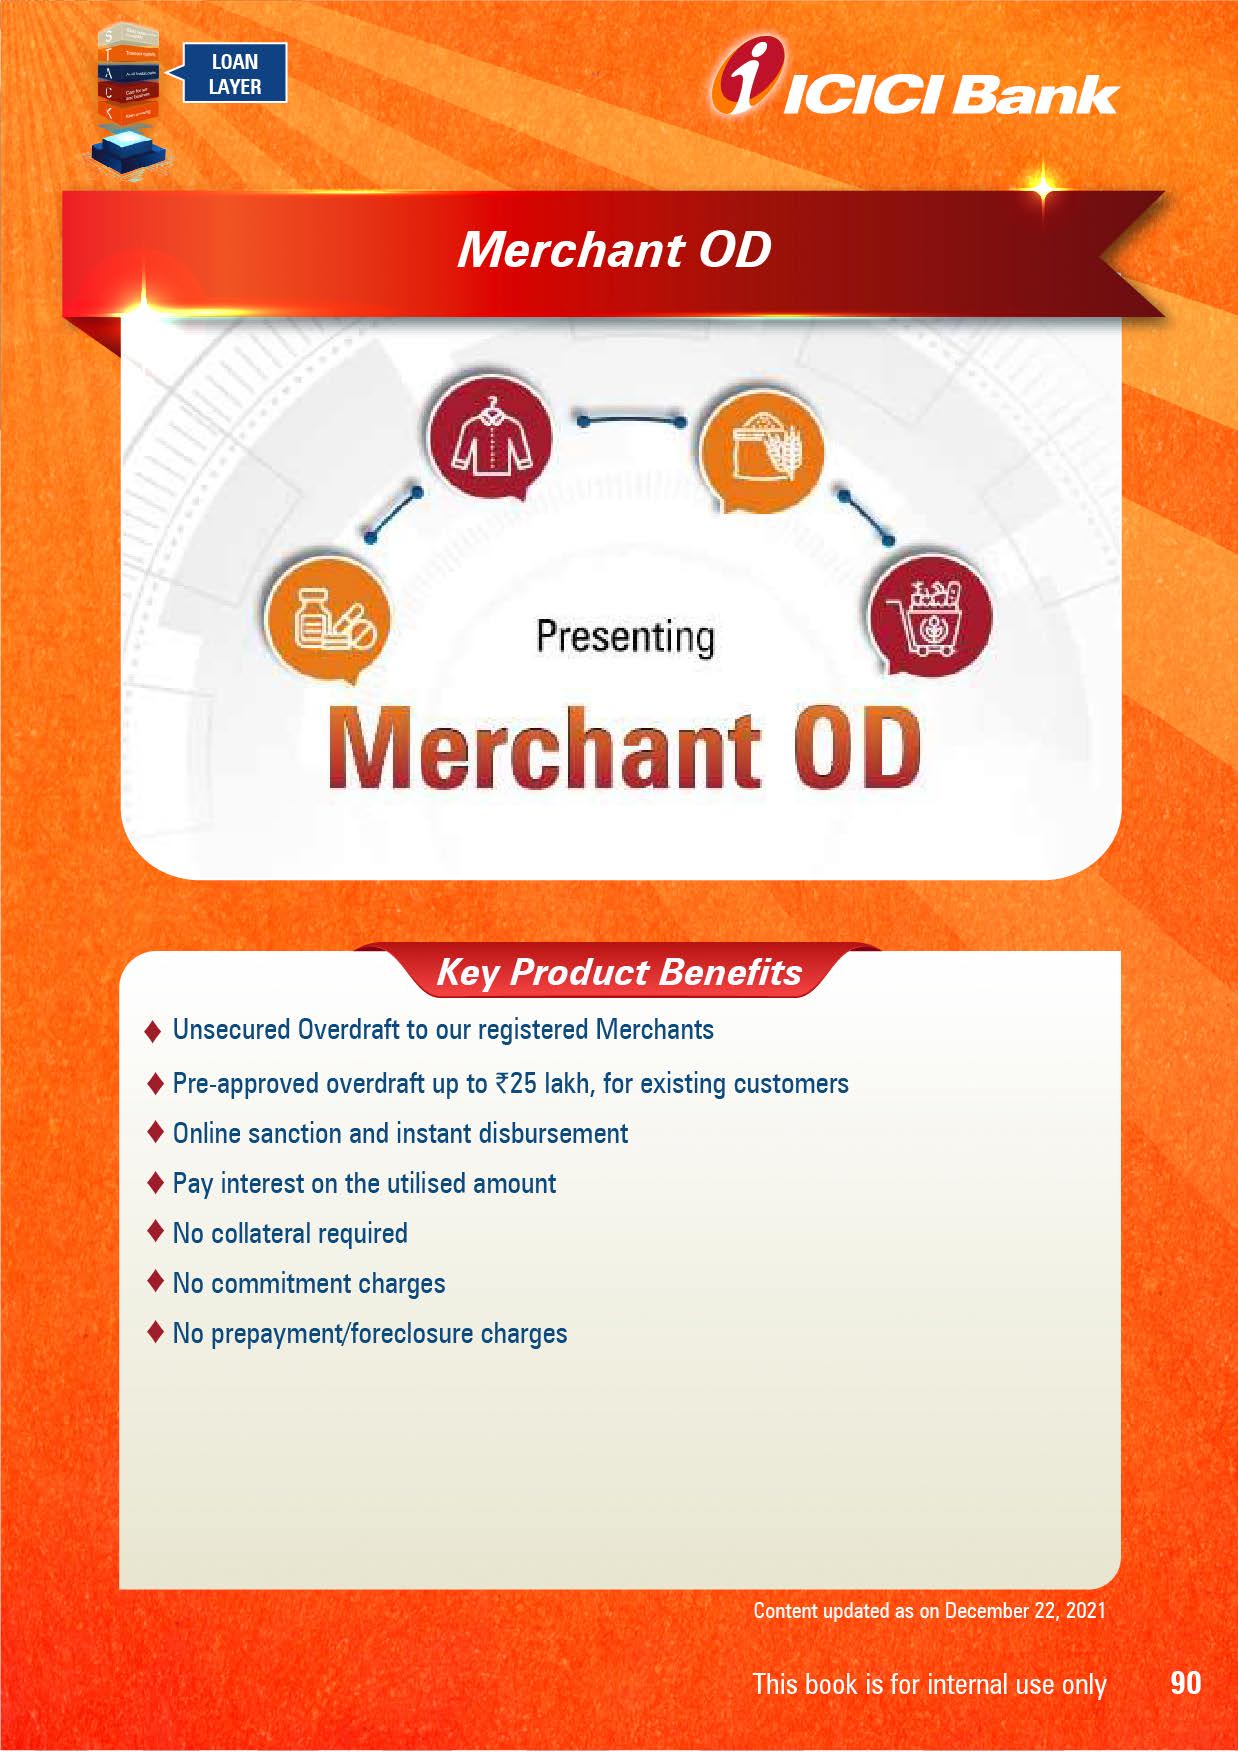 S
T
A
C
K
LOAN
LAYER
i ICICI Bank
Merchant OD
Presenting
Merchant OD
Key Product Benefits
Unsecured Overdraft to our registered Merchants
Pre-approved overdraft up to ₹25 lakh, for existing customers
Online sanction and instant disbursement
Pay interest on the utilised amount
No collateral required
No commitment charges
No prepayment/foreclosure charges
Content updated as on December 22, 2021
This book is for internal use only 90